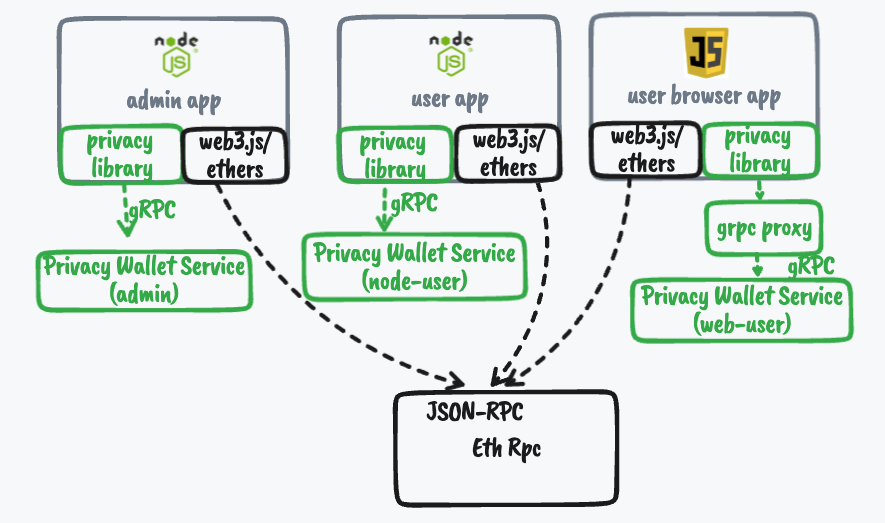 node
JS
admin app
privacy
library
web3.js/
ethers
gRPC
Privacy Wallet Service
(admin)
node
JS
user app
privacy
library
web3.js/
ethers
gRPC
Privacy Wallet Service
(node-user)
JS
user browser app
web3.js/
ethers
privacy
library
grpc proxy
gRPC
Privacy Wallet Service
(web-user)
JSON-RPC
Eth Rpc